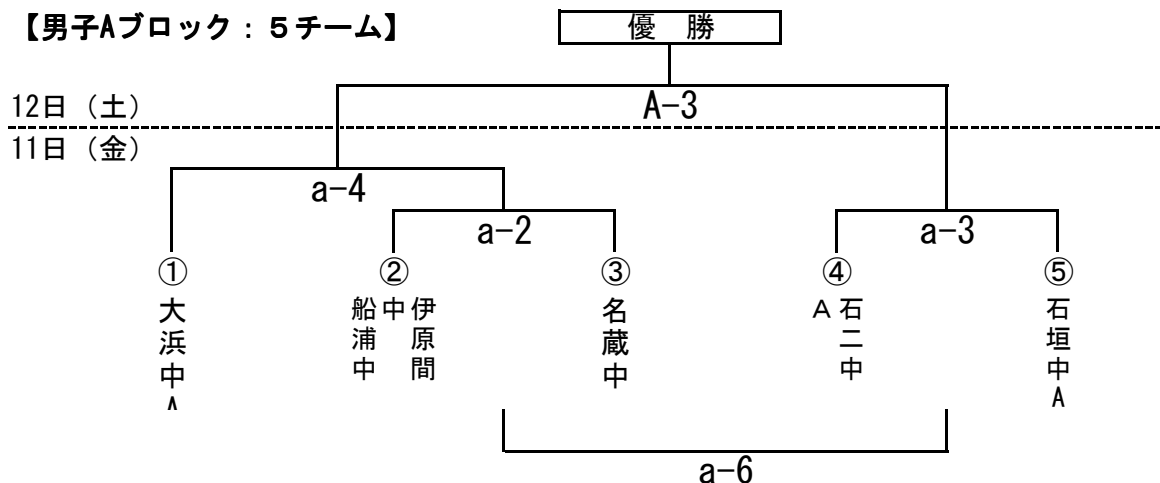 【男子Aブロック：５チーム】
優　勝
12日（土）
A-3
11日（金）
a-4
a-2
a-3
①
②
③
④
⑤
大浜中A
伊原間
中
船浦中
名蔵中
石二中
A
石垣中A
a-6